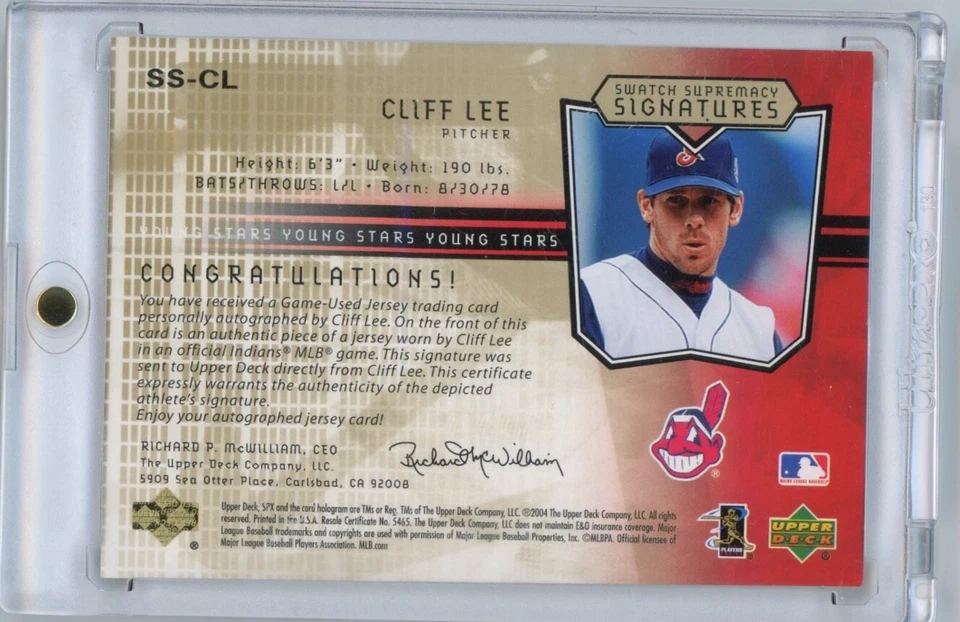 SS-CL
CLIFF LEE
PITCHER
Height: 6'3" • Weight: 190 lbs.
BATS/THROWS: L/L • Born: 8/30/78
YOUNG STARS YOUNG STARS YOUNG STARS
SWATCH SUPREMACY
SIGNATURES
CONGRATULATIONS!
You have received a Game-Used Jersey trading card
personally autographed by Cliff Lee. On the front of this
card is an authentic piece of a jersey worn by Cliff Lee
in an official Indians® MLB® game. This signature was
sent to Upper Deck directly from Cliff Lee. This certificate
expressly warrants the authenticity of the depicted
athlete's signature.
Enjoy your autographed jersey card!
RICHARD P. McWILLIAM, CEO
The Upper Deck Company, LLC.
5909 Sea Otter Place, Carlsbad, CA 92008
Richard P. McWilliam
Upper Deck, SPX and the card hologram are TMs or Reg. TMs of The Upper Deck Company, LLC. ©2004 The Upper Deck Company, LLC. All rights
reserved. Printed in the U.S.A. Resale Certificate No. 5465. The Upper Deck Company, LLC does not maintain E&O insurance coverage. Major
League Baseball trademarks and copyrights are used with permission of Major League Baseball Properties, Inc. ©MLBPA. Official licensee of
Major League Baseball Players Association. MLB.com
®
®
MAJOR LEAGUE BASEBALL
PLAYERS
UPPER
DECK